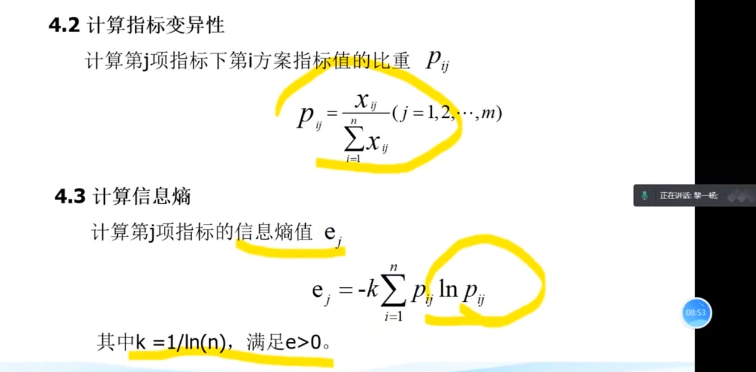 4.2 计算指标变异性
计算第j项指标下第i方案指标值的比重 p_{ij}
p_{ij} = \frac{x_{ij}}{\sum_{i=1}^{n} x_{ij}} (j = 1,2,⋯,m)
4.3 计算信息熵
正在讲话: 黎一杨;
计算第j项指标的信息熵值 e_j
e_j = -k \sum_{i=1}^{n} p_{ij} \ln p_{ij}
08:53
其中k =1/ln(n)，满足e>0。